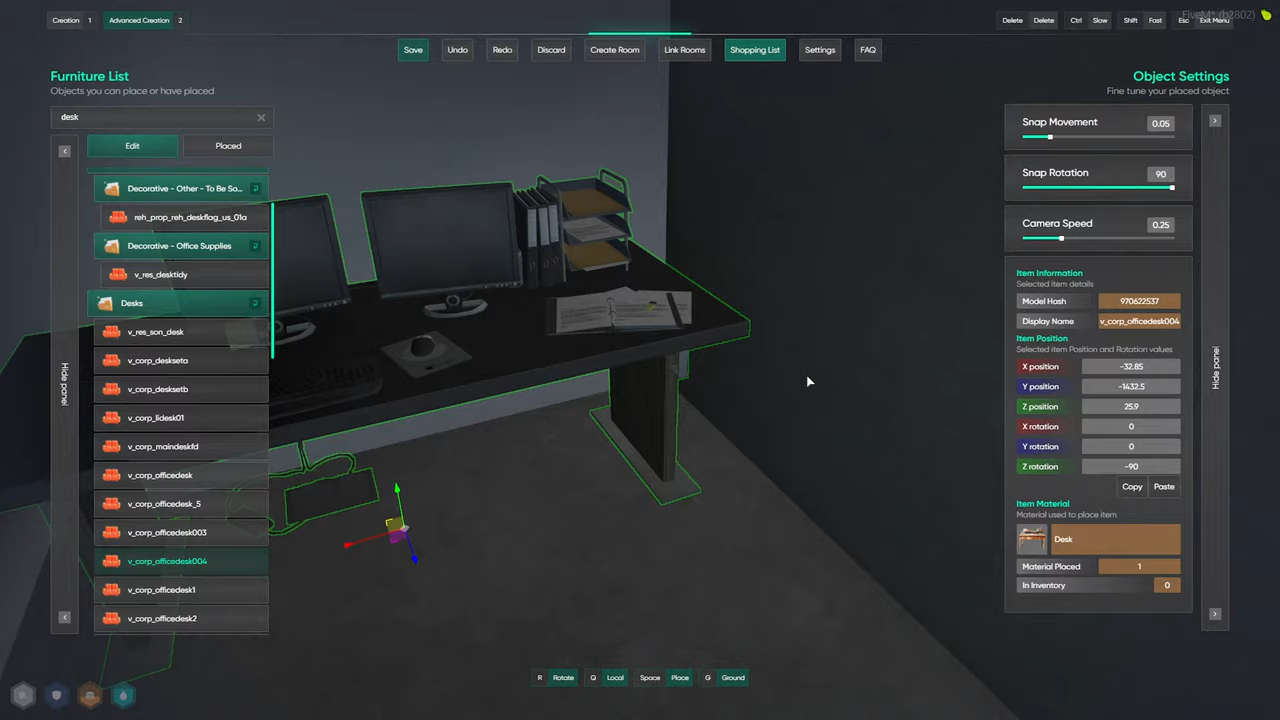 Creation 1 Advanced Creation 2
Delete Delete Ctrl Slow Shift Fast Esc Exit Menu
FiveM* (b2802)
Save Undo Redo Discard Create Room Link Rooms Shopping List Settings FAQ
Furniture List
Objects you can place or have placed
desk
Edit Placed
Hide panel
Decorative - Other - To Be So...
reh_prop_reh_deskflag_us_01a
Decorative - Office Supplies
v_res_desktidy
Desks
v_res_son_desk
v_corp_deskseta
v_corp_desksetb
v_corp_lidesk01
v_corp_maindeskfd
v_corp_officedesk
v_corp_officedesk_5
v_corp_officedesk003
v_corp_officedesk004
v_corp_officedesk1
v_corp_officedesk2
Object Settings
Fine tune your placed object
Snap Movement 0.05
Snap Rotation 90
Camera Speed 0.25
Item Information
Selected item details
Model Hash 970622537
Display Name v_corp_officedesk004
Item Position
Selected item Position and Rotation values
X position -32.85
Y position -1432.5
Z position 25.9
X rotation 0
Y rotation 0
Z rotation -90
Copy Paste
Item Material
Material used to place item
Desk
Material Placed 1
In Inventory 0
Hide panel
R Rotate Q Local Space Place G Ground